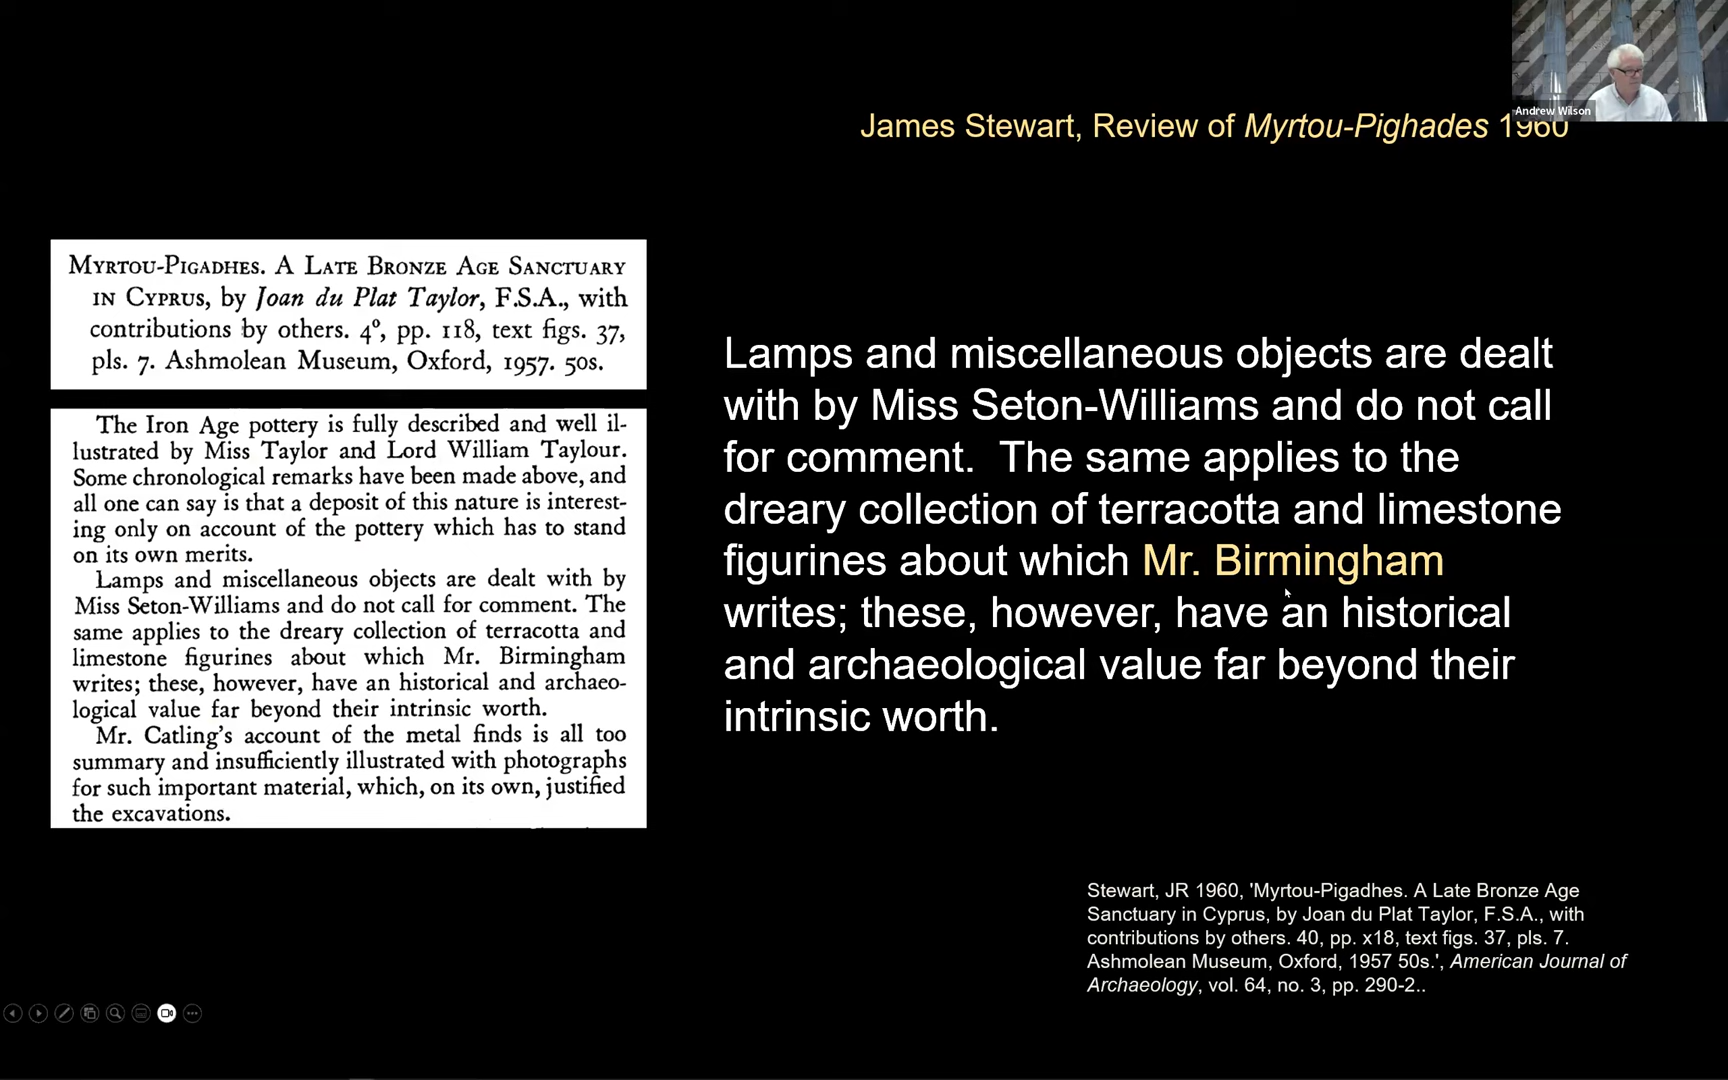 Andrew Wilson
James Stewart, Review of Myrtou-Pighades 1960
MYRTOU-PIGADHES. A LATE BRONZE AGE SANCTUARY
IN CYPRUS, by Joan du Plat Taylor, F.S.A., with
contributions by others. 4º, pp. 118, text figs. 37,
pls. 7. Ashmolean Museum, Oxford, 1957. 50s.
The Iron Age pottery is fully described and well il-
lustrated by Miss Taylor and Lord William Taylour.
Some chronological remarks have been made above, and
all one can say is that a deposit of this nature is interest-
ing only on account of the pottery which has to stand
on its own merits.
Lamps and miscellaneous objects are dealt with by
Miss Seton-Williams and do not call for comment. The
same applies to the dreary collection of terracotta and
limestone figurines about which Mr. Birmingham
writes; these, however, have an historical and archaeo-
logical value far beyond their intrinsic worth.
Mr. Catling's account of the metal finds is all too
summary and insufficiently illustrated with photographs
for such important material, which, on its own, justified
the excavations.
Lamps and miscellaneous objects are dealt
with by Miss Seton-Williams and do not call
for comment. The same applies to the
dreary collection of terracotta and limestone
figurines about which Mr. Birmingham
writes; these, however, have an historical
and archaeological value far beyond their
intrinsic worth.
Stewart, JR 1960, 'Myrtou-Pigadhes. A Late Bronze Age
Sanctuary in Cyprus, by Joan du Plat Taylor, F.S.A., with
contributions by others. 40, pp. x18, text figs. 37, pls. 7.
Ashmolean Museum, Oxford, 1957 50s.', American Journal of
Archaeology, vol. 64, no. 3, pp. 290-2..